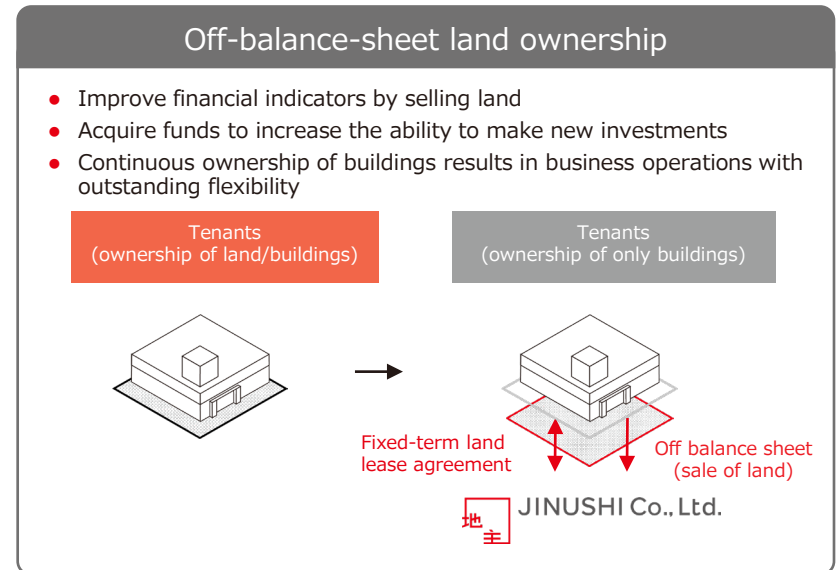 Off-balance-sheet land ownership
● Improve financial indicators by selling land
● Acquire funds to increase the ability to make new investments
● Continuous ownership of buildings results in business operations with
outstanding flexibility
Tenants
(ownership of land/buildings)
Tenants
(ownership of only buildings)
Fixed-term land
lease agreement
Off balance sheet
(sale of land)
地主
JINUSHI Co., Ltd.